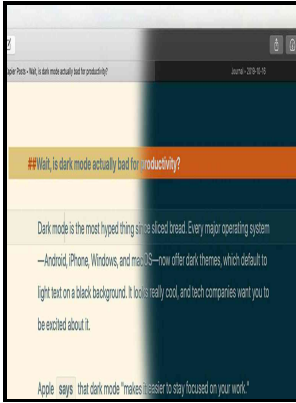 apier Posts – Wait, is dark mode actually bad for productivity?
Journal – 2019-10-16
##Wait, is dark mode actually bad for productivity?
Dark mode is the most hyped thing since sliced bread. Every major operating system
—Android, iPhone, Windows, and macOS—now offer dark themes, which default to
light text on a black background. It looks really cool, and tech companies want you to
be excited about it.
Apple says that dark mode "makes it easier to stay focused on your work."